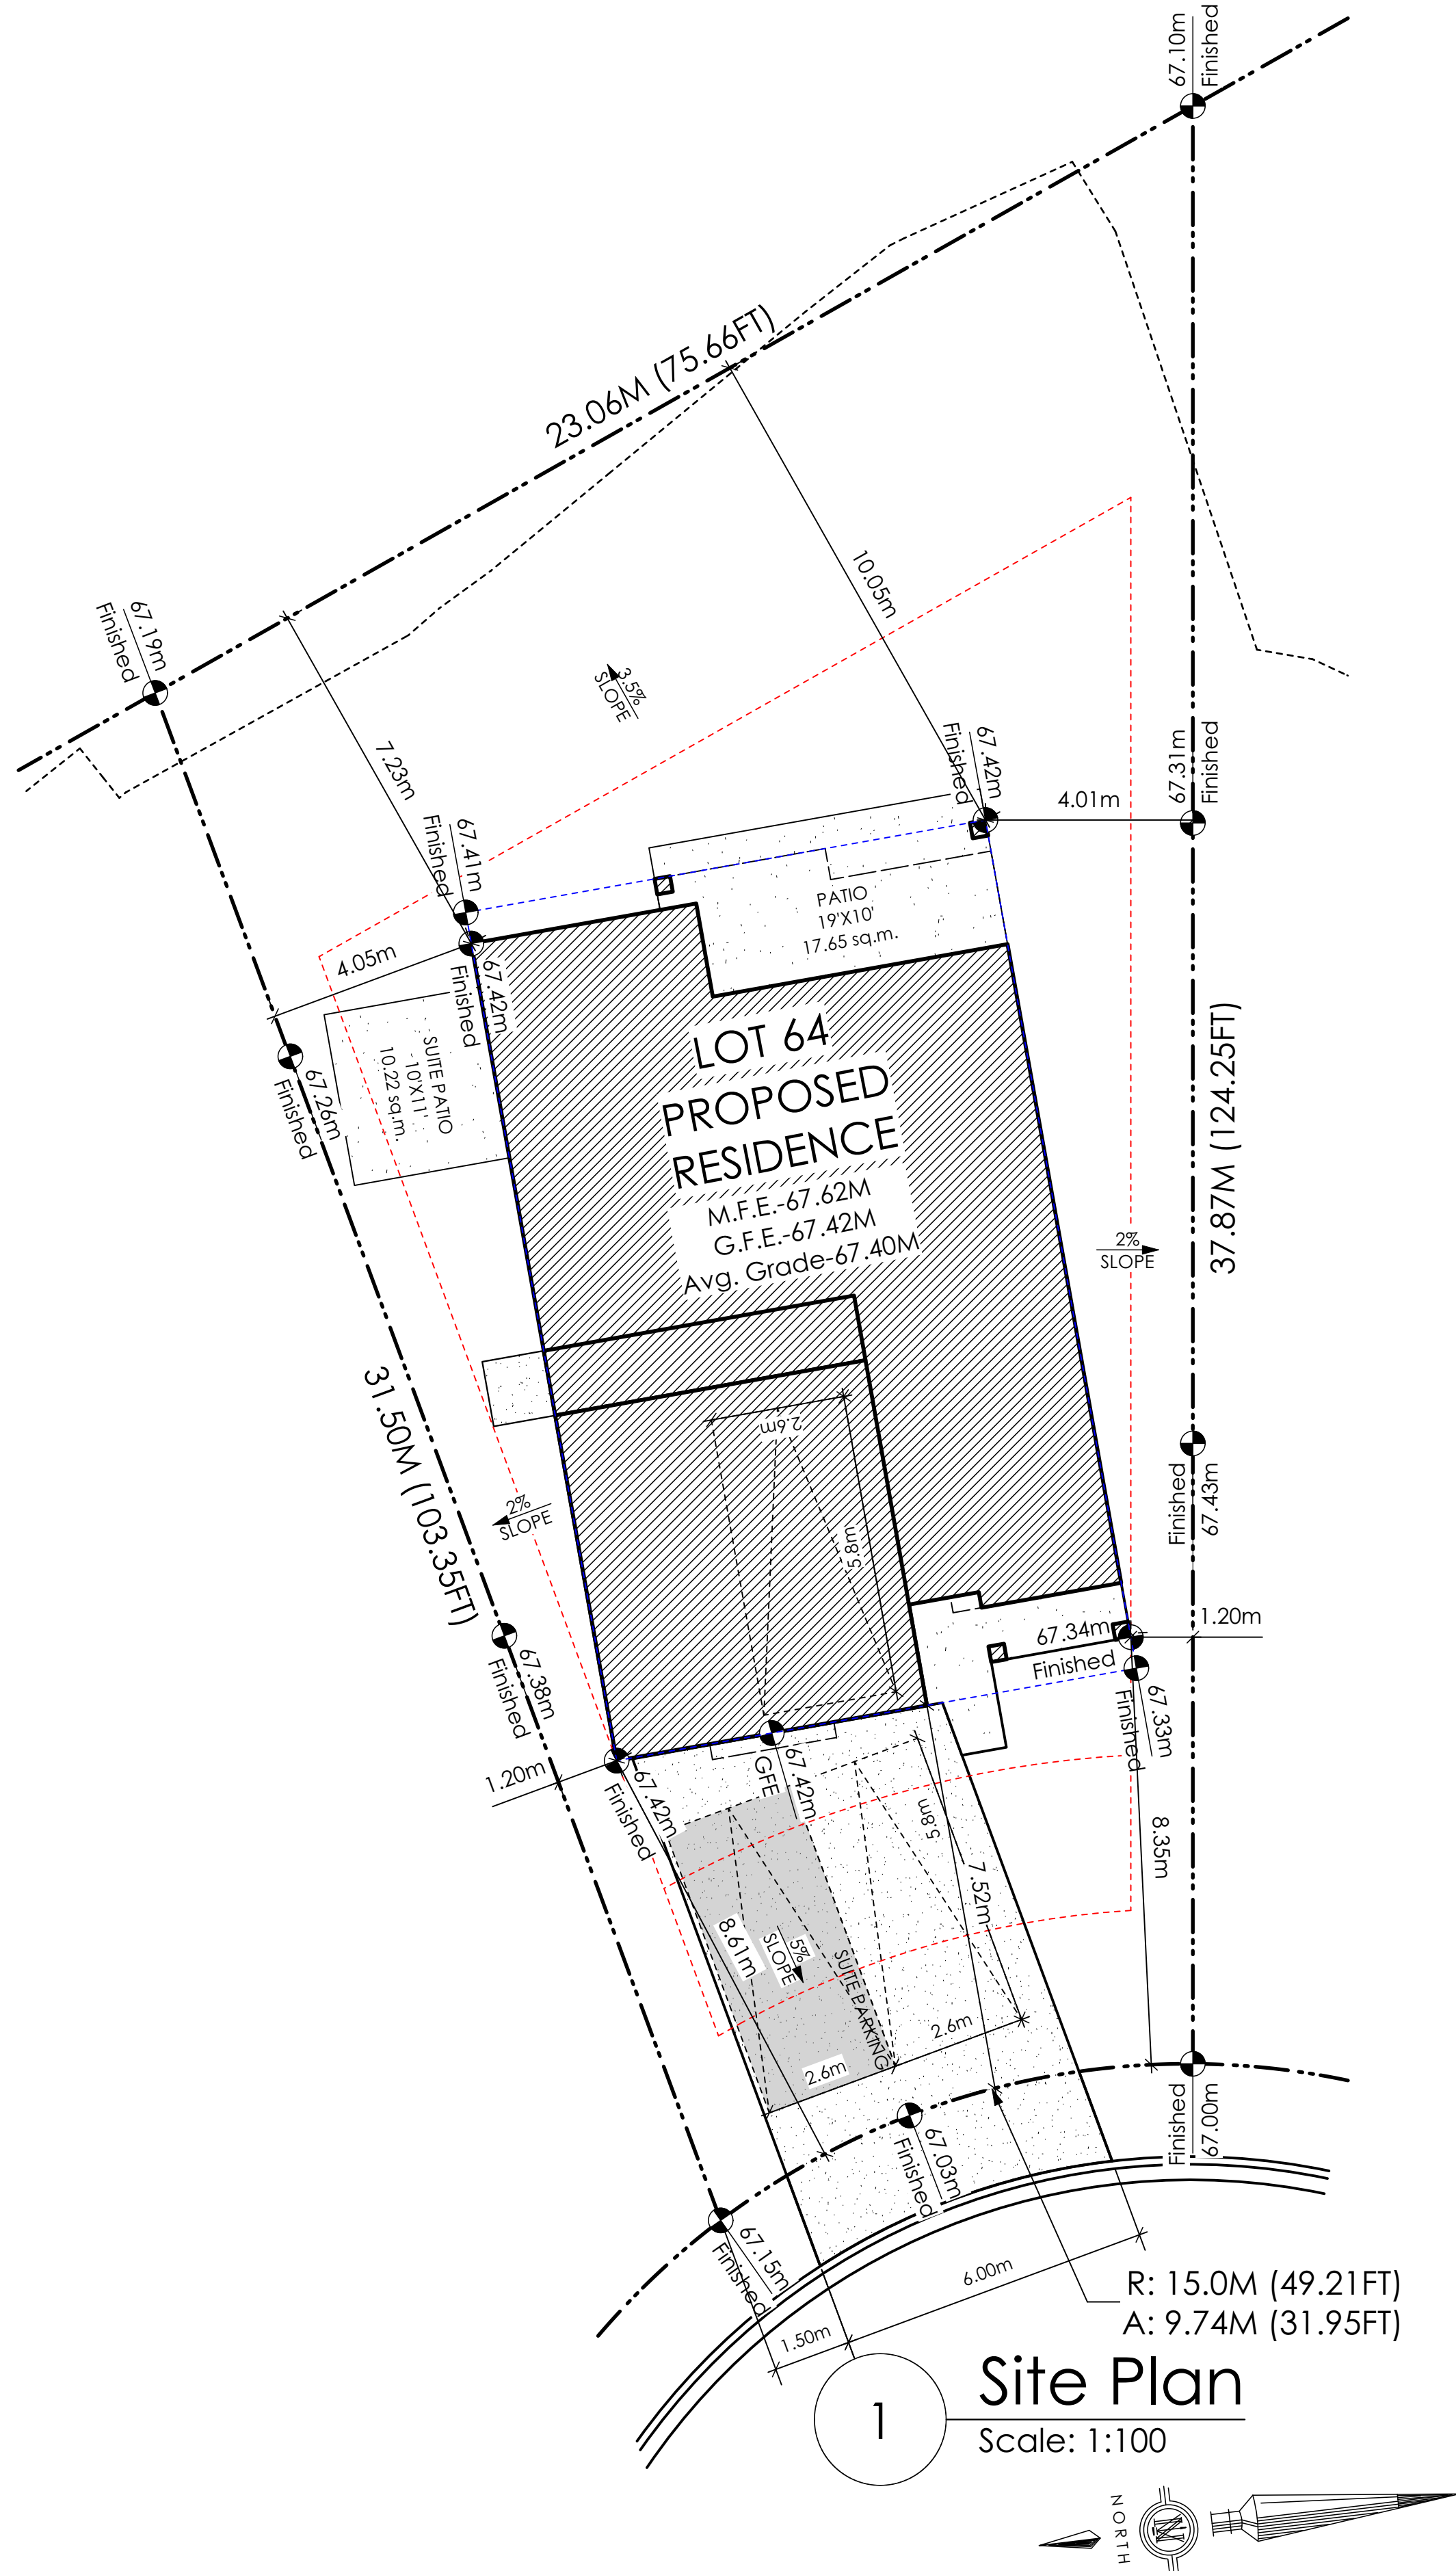 67.10m
Finished
23.06M (75.66FT)
67.19m
Finished
10.05m
3.5%
SLOPE
7.23m
67.42m
Finished
67.31m
Finished
4.01m
67.41m
Finished
PATIO
19'X10'
17.65 sq.m.
4.05m
67.42m
Finished
SUITE PATIO
10'X11'
10.22 sq.m.
67.26m
Finished
LOT 64
PROPOSED
RESIDENCE
M.F.E.-67.62M
G.F.E.-67.42M
Avg. Grade-67.40M
37.87M (124.25FT)
2%
SLOPE
31.50M (103.35FT)
2.6m
5.8m
2%
SLOPE
Finished
67.43m
67.38m
Finished
1.20m
67.34m
Finished
67.33m
Finished
1.20m
67.42m
Finished
GFE
67.42m
5.8m
7.52m
8.35m
8.61m
5%
SLOPE
SUITE PARKING
2.6m
2.6m
67.03m
Finished
Finished
67.00m
67.15m
Finished
6.00m
1.50m
R: 15.0M (49.21FT)
A: 9.74M (31.95FT)
1
Site Plan
Scale: 1:100
NORTH
N